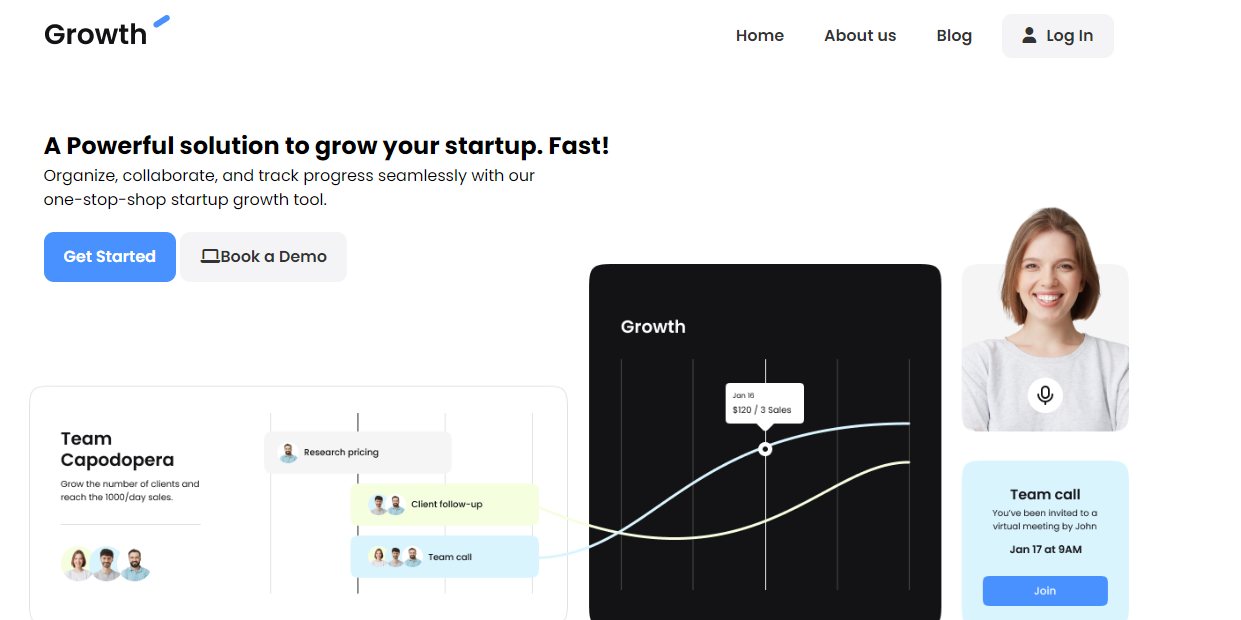 Growth
Home
About us
Blog
Log In
A Powerful solution to grow your startup. Fast!
Organize, collaborate, and track progress seamlessly with our
one-stop-shop startup growth tool.
Get Started
Book a Demo
Team
Capodopera
Grow the number of clients and
reach the 1000/day sales.
Research pricing
Client follow-up
Team call
Growth
Jan 16
$120 / 3 Sales
Team call
You've been invited to a
virtual meeting by John
Jan 17 at 9AM
Join